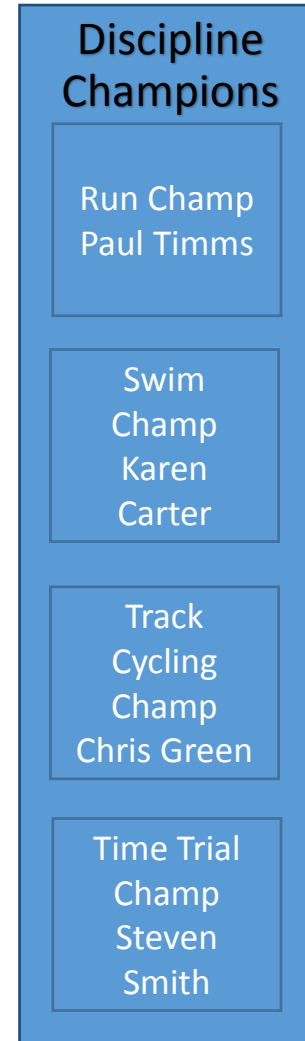 Discipline
Champions
Run Champ
Paul Timms
Swim
Champ
Karen
Carter
Track
Cycling
Champ
Chris Green
Time Trial
Champ
Steven
Smith